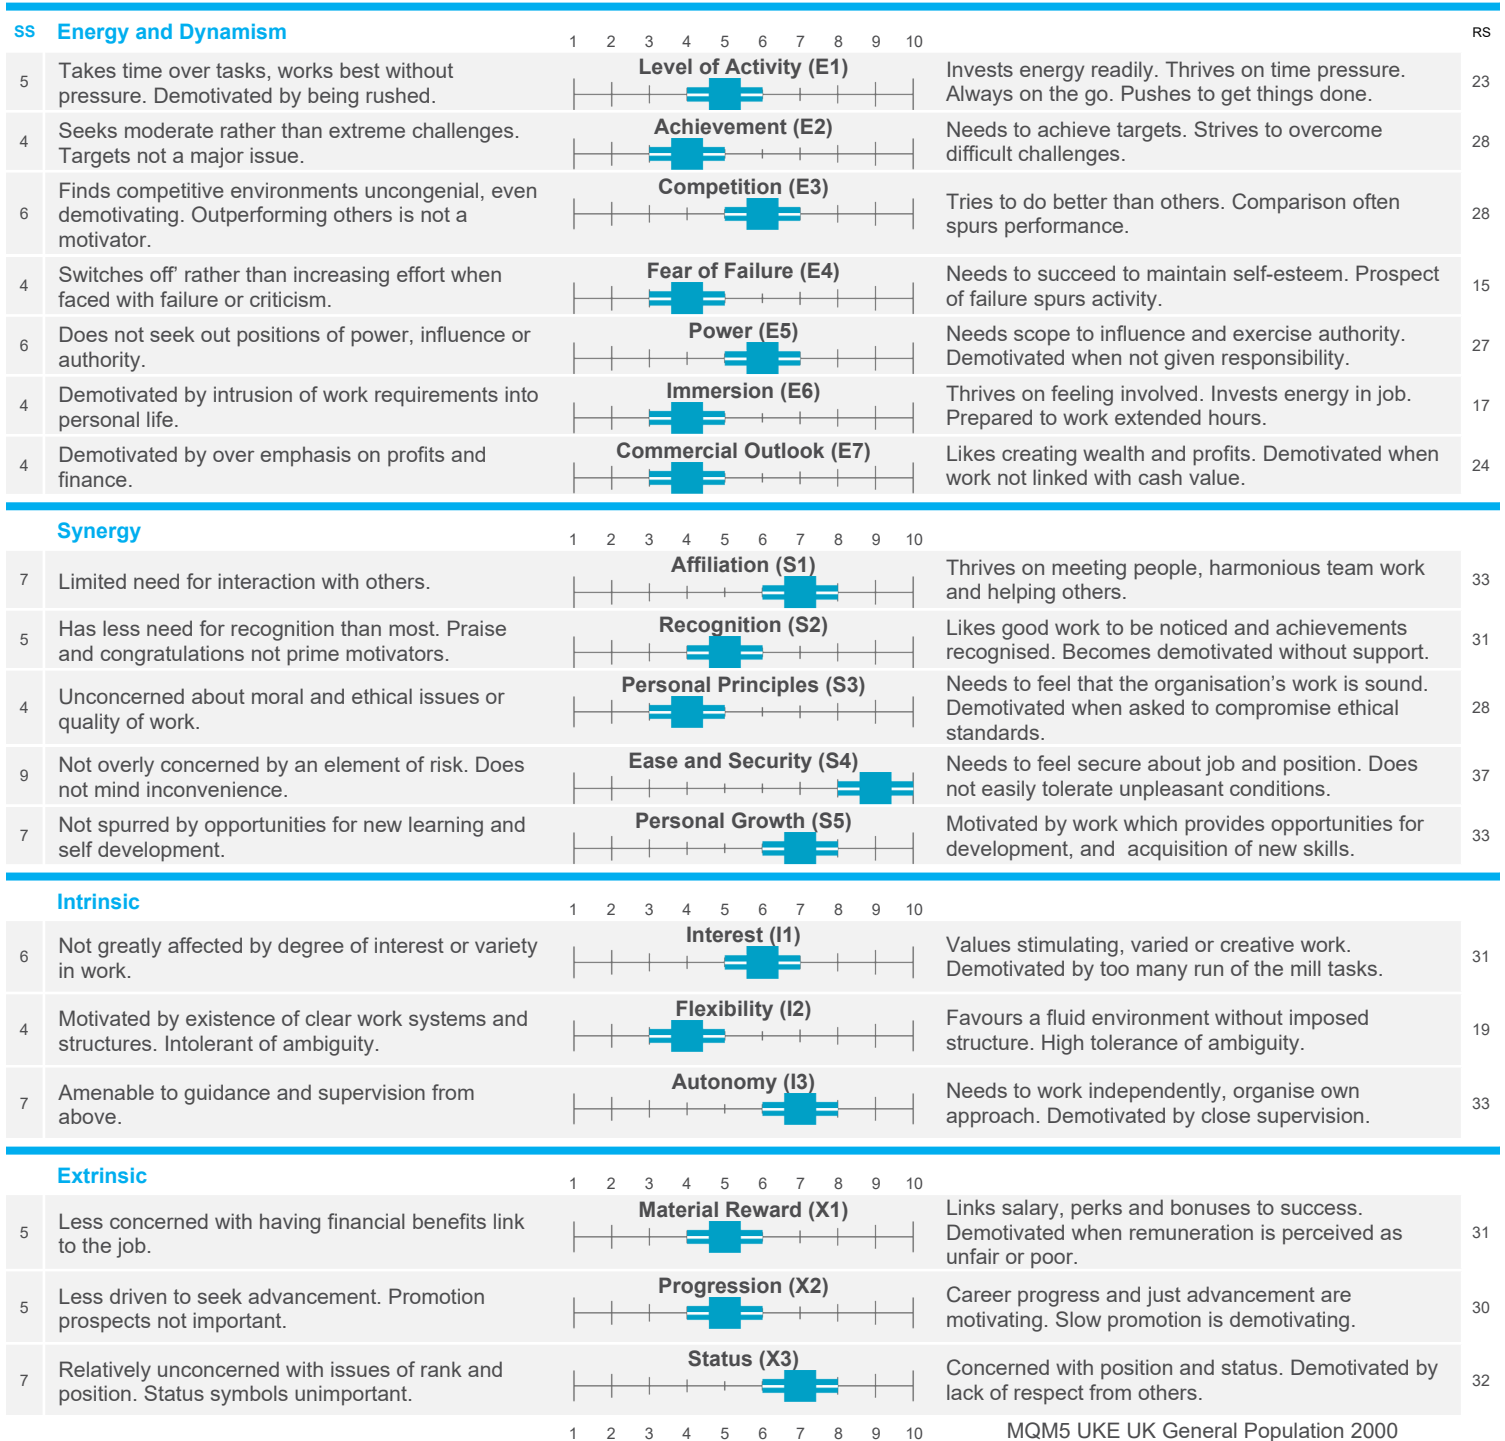 SS Energy and Dynamism 1 2 3 4 5 6 7 8 9 10 RS
5 Takes time over tasks, works best without
pressure. Demotivated by being rushed.
Level of Activity (E1)
Invests energy readily. Thrives on time pressure.
Always on the go. Pushes to get things done.
23
4 Seeks moderate rather than extreme challenges.
Targets not a major issue.
Achievement (E2)
Needs to achieve targets. Strives to overcome
difficult challenges.
28
6 Finds competitive environments uncongenial, even
demotivating. Outperforming others is not a
motivator.
Competition (E3)
Tries to do better than others. Comparison often
spurs performance.
28
4 Switches off’ rather than increasing effort when
faced with failure or criticism.
Fear of Failure (E4)
Needs to succeed to maintain self-esteem. Prospect
of failure spurs activity.
15
6 Does not seek out positions of power, influence or
authority.
Power (E5)
Needs scope to influence and exercise authority.
Demotivated when not given responsibility.
27
4 Demotivated by intrusion of work requirements into
personal life.
Immersion (E6)
Thrives on feeling involved. Invests energy in job.
Prepared to work extended hours.
17
4 Demotivated by over emphasis on profits and
finance.
Commercial Outlook (E7)
Likes creating wealth and profits. Demotivated when
work not linked with cash value.
24
Synergy 1 2 3 4 5 6 7 8 9 10
7 Limited need for interaction with others.
Affiliation (S1)
Thrives on meeting people, harmonious team work
and helping others.
33
5 Has less need for recognition than most. Praise
and congratulations not prime motivators.
Recognition (S2)
Likes good work to be noticed and achievements
recognised. Becomes demotivated without support.
31
4 Unconcerned about moral and ethical issues or
quality of work.
Personal Principles (S3)
Needs to feel that the organisation’s work is sound.
Demotivated when asked to compromise ethical
standards.
28
9 Not overly concerned by an element of risk. Does
not mind inconvenience.
Ease and Security (S4)
Needs to feel secure about job and position. Does
not easily tolerate unpleasant conditions.
37
7 Not spurred by opportunities for new learning and
self development.
Personal Growth (S5)
Motivated by work which provides opportunities for
development, and acquisition of new skills.
33
Intrinsic 1 2 3 4 5 6 7 8 9 10
6 Not greatly affected by degree of interest or variety
in work.
Interest (I1)
Values stimulating, varied or creative work.
Demotivated by too many run of the mill tasks.
31
4 Motivated by existence of clear work systems and
structures. Intolerant of ambiguity.
Flexibility (I2)
Favours a fluid environment without imposed
structure. High tolerance of ambiguity.
19
7 Amenable to guidance and supervision from
above.
Autonomy (I3)
Needs to work independently, organise own
approach. Demotivated by close supervision.
33
Extrinsic 1 2 3 4 5 6 7 8 9 10
5 Less concerned with having financial benefits link
to the job.
Material Reward (X1)
Links salary, perks and bonuses to success.
Demotivated when remuneration is perceived as
unfair or poor.
31
5 Less driven to seek advancement. Promotion
prospects not important.
Progression (X2)
Career progress and just advancement are
motivating. Slow promotion is demotivating.
30
7 Relatively unconcerned with issues of rank and
position. Status symbols unimportant.
Status (X3)
Concerned with position and status. Demotivated by
lack of respect from others.
32
1 2 3 4 5 6 7 8 9 10 MQM5 UKE UK General Population 2000